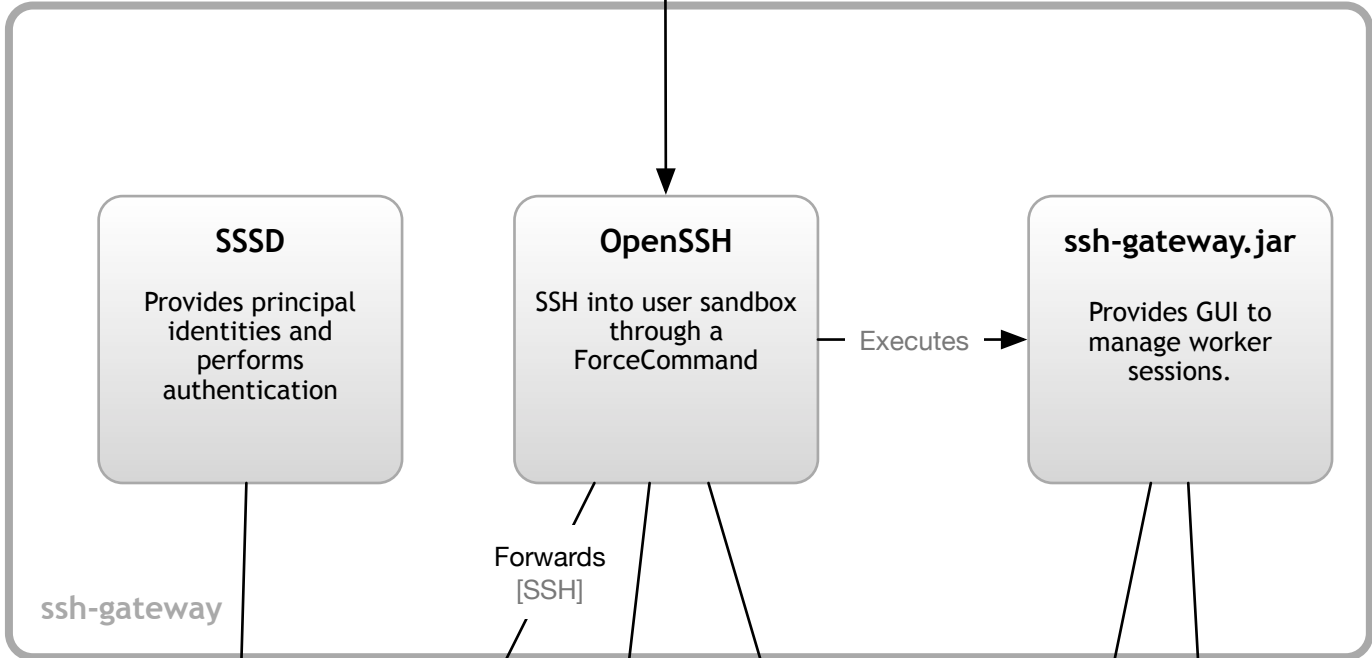 SSSD
Provides principal
identities and
performs
authentication
OpenSSH
SSH into user sandbox
through a
ForceCommand
Executes
ssh-gateway.jar
Provides GUI to
manage worker
sessions.
Forwards
[SSH]
ssh-gateway